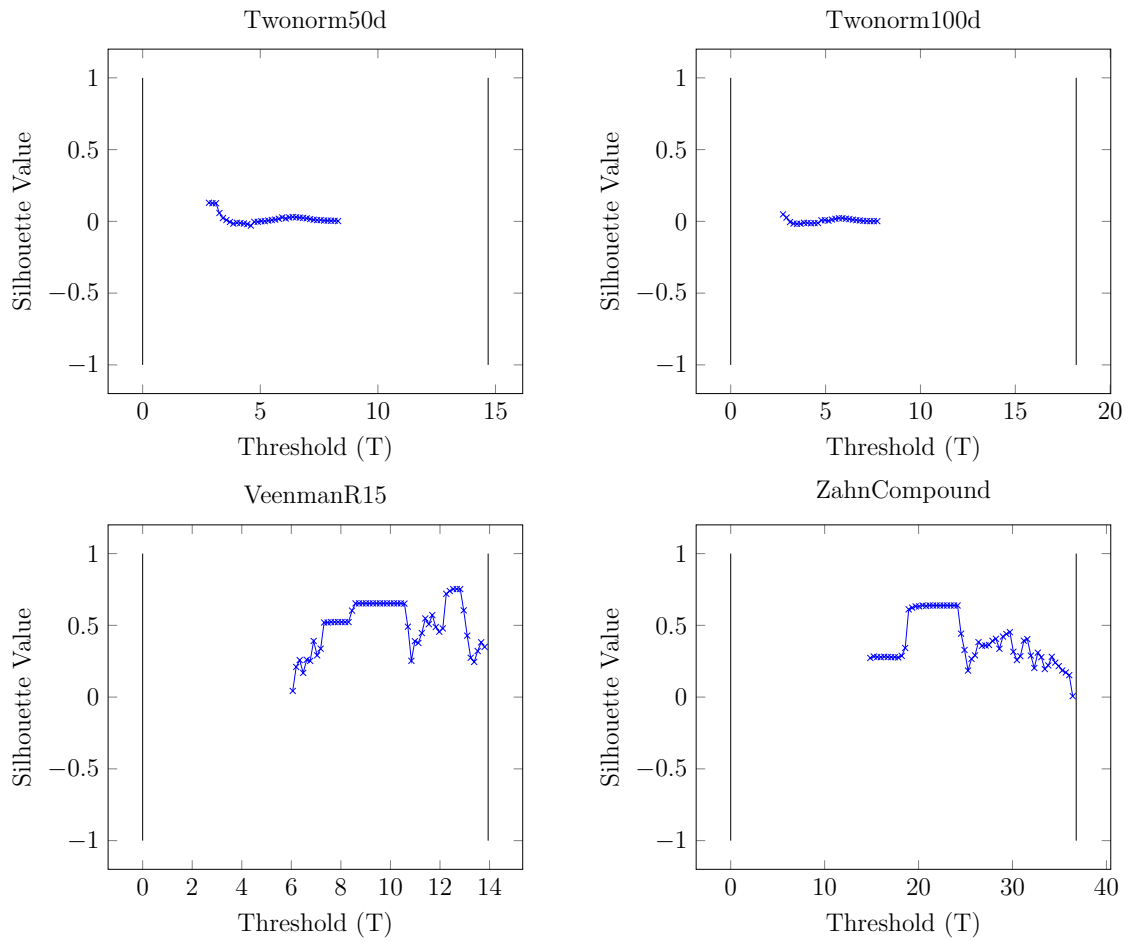 Twonorm50d
1
0.5
0
−0.5
−1
Silhouette Value
0 5 10 15
Threshold (T)
Twonorm100d
1
0.5
0
−0.5
−1
Silhouette Value
0 5 10 15 20
Threshold (T)
VeenmanR15
1
0.5
0
−0.5
−1
Silhouette Value
0 2 4 6 8 10 12 14
Threshold (T)
ZahnCompound
1
0.5
0
−0.5
−1
Silhouette Value
0 10 20 30 40
Threshold (T)